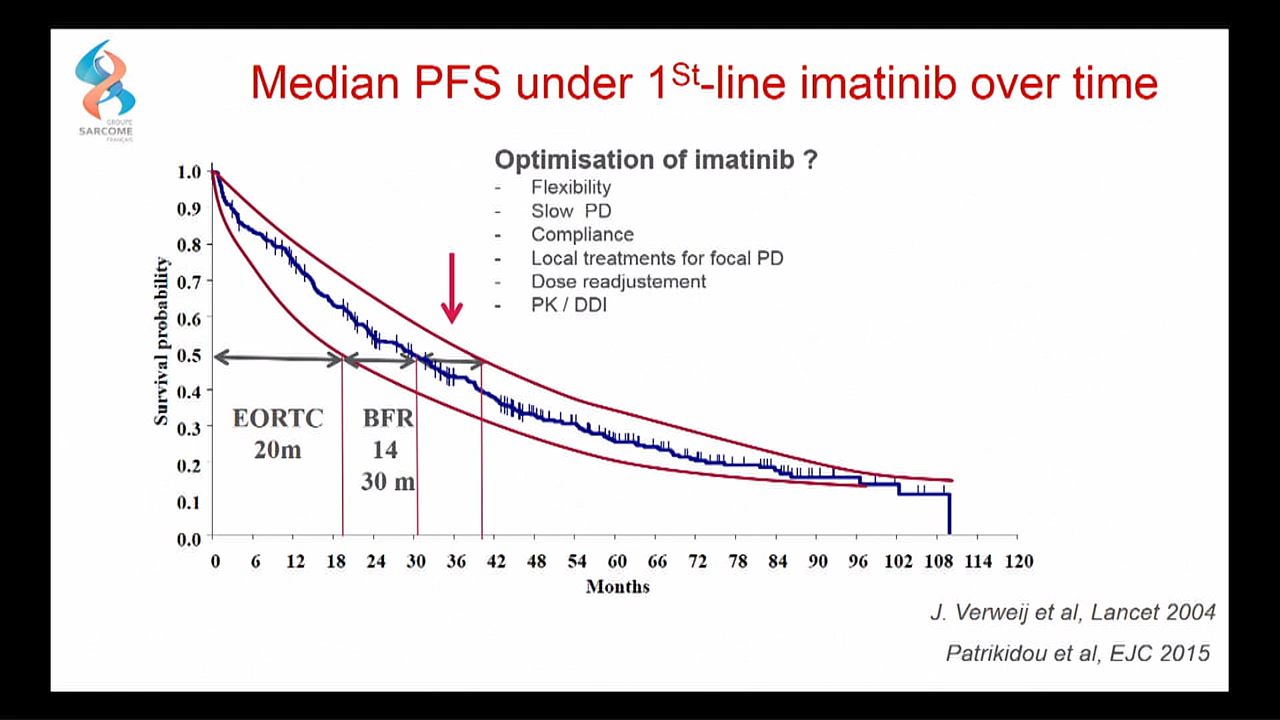 Median PFS under 1St-line imatinib over time
GROUPE
SARCOME
FRANÇAIS
Optimisation of imatinib ?
- Flexibility
- Slow PD
- Compliance
- Local treatments for focal PD
- Dose readjustement
- PK / DDI
Survival probability
1.0
0.9
0.8
0.7
0.6
0.5
0.4
0.3
0.2
0.1
0.0
EORTC
20m
BFR
14
30 m
0 6 12 18 24 30 36 42 48 54 60 66 72 78 84 90 96 102 108 114 120
Months
J. Verweij et al, Lancet 2004
Patrikidou et al, EJC 2015